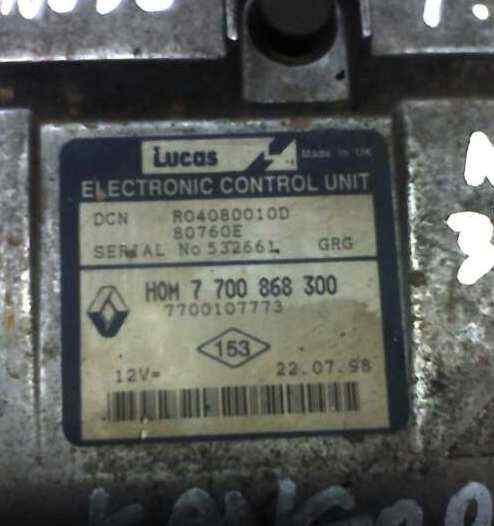 Lucas Made in UK
ELECTRONIC CONTROL UNIT
DCN R04080010D
80760E
SERIAL No 532661 GRG
HOM 7 700 868 300
7700107773
153
12V= 22.07.98